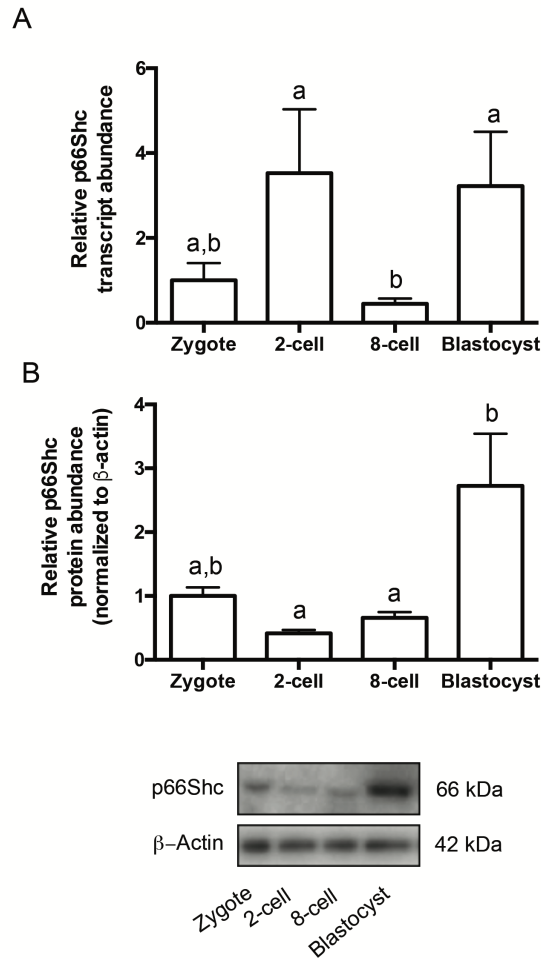 A
Relative p66Shc
transcript abundance
6
4
2
0
a,b
a
b
a
Zygote 2-cell 8-cell Blastocyst
B
Relative p66Shc
protein abundance
(normalized to β-actin)
4
3
2
1
0
a,b
a
a
b
Zygote 2-cell 8-cell Blastocyst
p66Shc 66 kDa
β–Actin 42 kDa
Zygote
2-cell
8-cell
Blastocyst